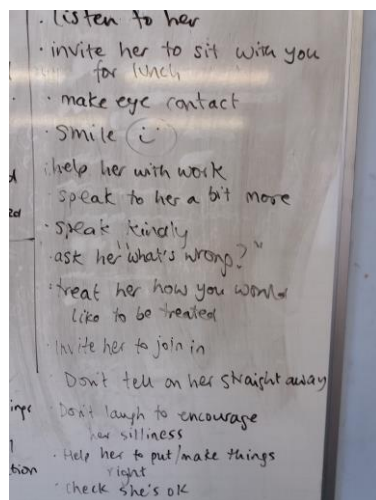 · listen to her
· invite her to sit with you
for lunch
· make eye contact
· smile
· help her with work
· speak to her a bit more
· speak kindly
· ask her "what's wrong?"
· treat her how you would
like to be treated
· Invite her to join in
· Don't tell on her straight away
· Don't laugh to encourage
her silliness
· Help her to put/make things
right
· check she's ok